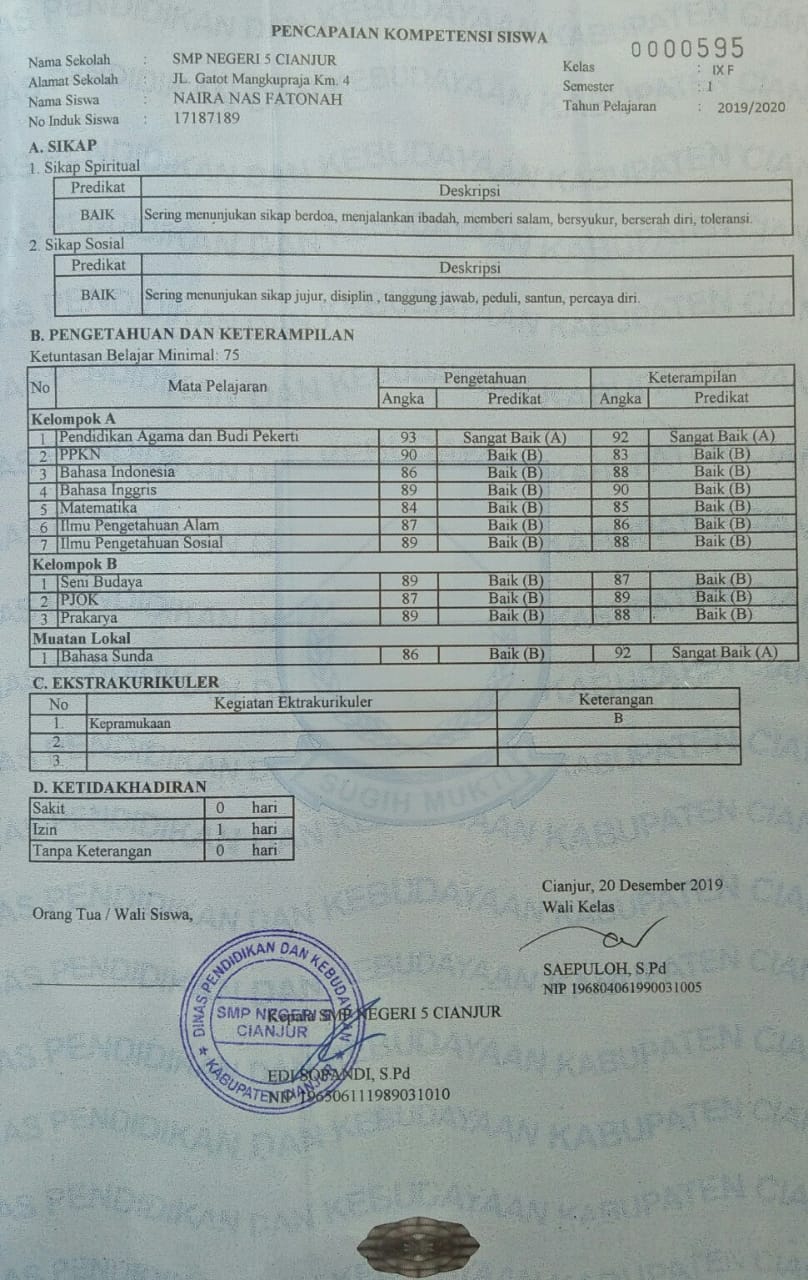 PENCAPAIAN KOMPETENSI SISWA
0000595
Nama Sekolah : SMP NEGERI 5 CIANJUR
Kelas : IX F
Alamat Sekolah : JL. Gatot Mangkupraja Km. 4
Semester : I
Nama Siswa : NAIRA NAS FATONAH
Tahun Pelajaran : 2019/2020
No Induk Siswa : 17187189
A. SIKAP
1. Sikap Spiritual
Predikat Deskripsi
BAIK Sering menunjukan sikap berdoa, menjalankan ibadah, memberi salam, bersyukur, berserah diri, toleransi.
2. Sikap Sosial
Predikat Deskripsi
BAIK Sering menunjukan sikap jujur, disiplin , tanggung jawab, peduli, santun, percaya diri.
B. PENGETAHUAN DAN KETERAMPILAN
Ketuntasan Belajar Minimal: 75
No Mata Pelajaran Pengetahuan Keterampilan
Angka Predikat Angka Predikat
Kelompok A
1 Pendidikan Agama dan Budi Pekerti 93 Sangat Baik (A) 92 Sangat Baik (A)
2 PPKN 90 Baik (B) 83 Baik (B)
3 Bahasa Indonesia 86 Baik (B) 88 Baik (B)
4 Bahasa Inggris 89 Baik (B) 90 Baik (B)
5 Matematika 84 Baik (B) 85 Baik (B)
6 Ilmu Pengetahuan Alam 87 Baik (B) 86 Baik (B)
7 Ilmu Pengetahuan Sosial 89 Baik (B) 88 Baik (B)
Kelompok B
1 Seni Budaya 89 Baik (B) 87 Baik (B)
2 PJOK 87 Baik (B) 89 Baik (B)
3 Prakarya 89 Baik (B) 88 Baik (B)
Muatan Lokal
1 Bahasa Sunda 86 Baik (B) 92 Sangat Baik (A)
C. EKSTRAKURIKULER
No Kegiatan Ektrakurikuler Keterangan
1. Kepramukaan B
2.
3.
SUGIH MUKTI
D. KETIDAKHADIRAN
Sakit 0 hari
Izin 1 hari
Tanpa Keterangan 0 hari
Cianjur, 20 Desember 2019
Orang Tua / Wali Siswa,
Wali Kelas
SAEPULOH, S.Pd
NIP 196804061990031005
DINAS PENDIDIKAN DAN KEBUDAYAAN
SMP NEGERI 5
CIANJUR
KABUPATEN CIANJUR
Kepala SMP NEGERI 5 CIANJUR
EDI SOPANDI, S.Pd
NIP 196506111989031010
DINAS PENDIDIKAN DAN KEBUDAYAAN KABUPATEN CIANJUR